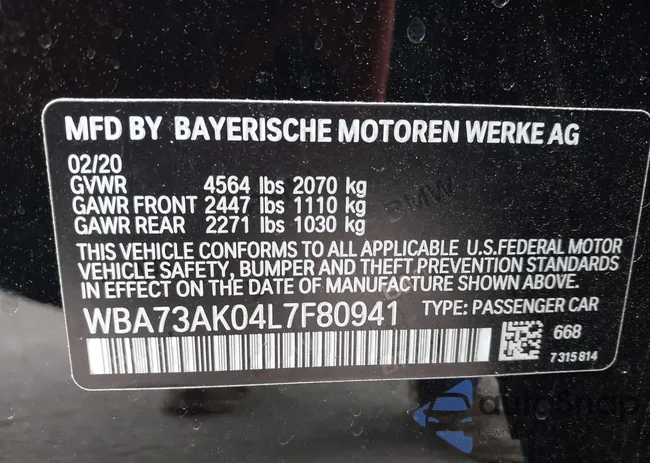 MFD BY BAYERISCHE MOTOREN WERKE AG
02/20
GVWR 4564 lbs 2070 kg
GAWR FRONT 2447 lbs 1110 kg
GAWR REAR 2271 lbs 1030 kg
THIS VEHICLE CONFORMS TO ALL APPLICABLE U.S.FEDERAL MOTOR
VEHICLE SAFETY, BUMPER AND THEFT PREVENTION STANDARDS
IN EFFECT ON THE DATE OF MANUFACTURE SHOWN ABOVE.
WBA73AK04L7F80941 TYPE: PASSENGER CAR
668
7315814
BMW